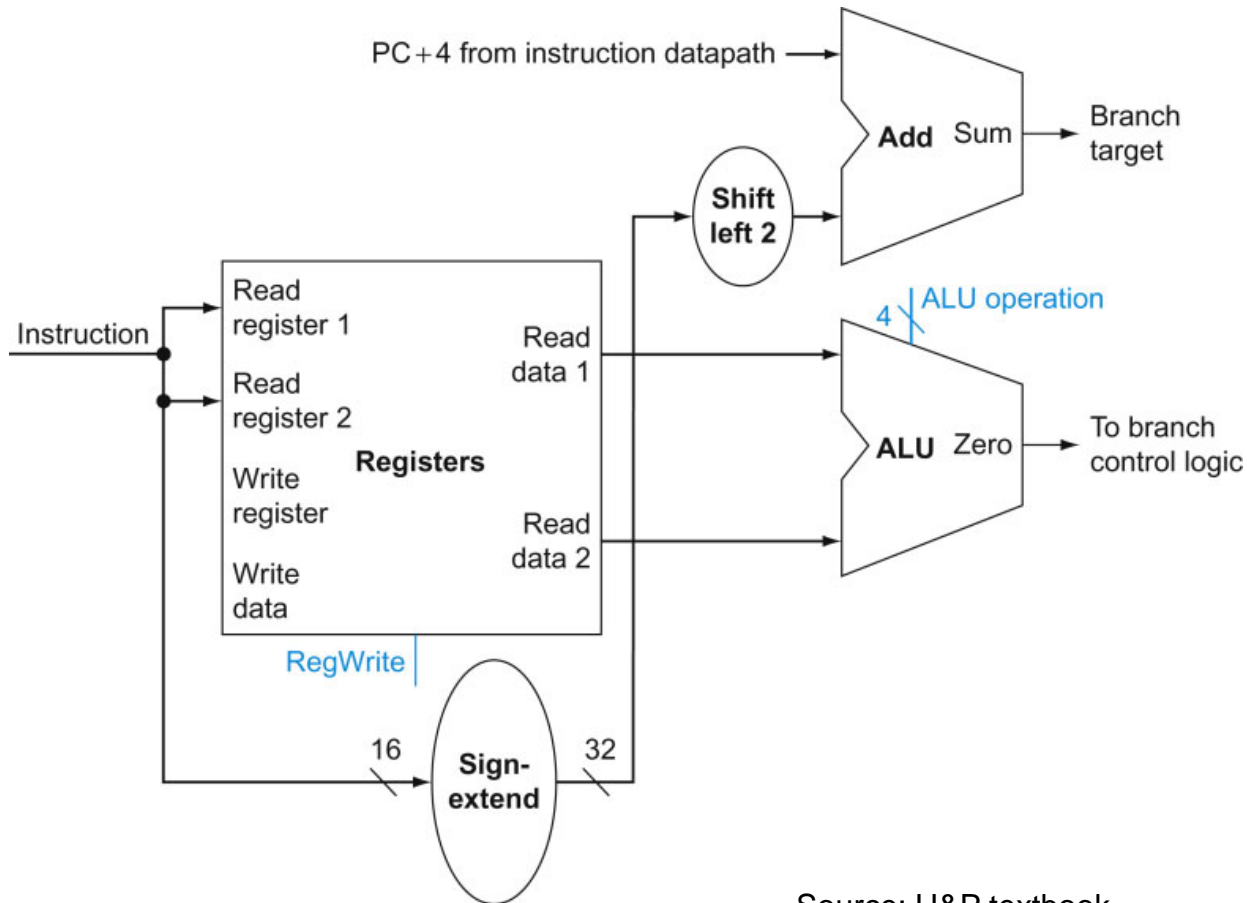 PC+4 from instruction datapath
Add Sum
Branch
target
Shift
left 2
Read
register 1
Instruction
Read
data 1
4
ALU operation
Read
register 2
Registers
ALU Zero
To branch
control logic
Write
register
Read
data 2
Write
data
RegWrite
16
Sign-
extend
32